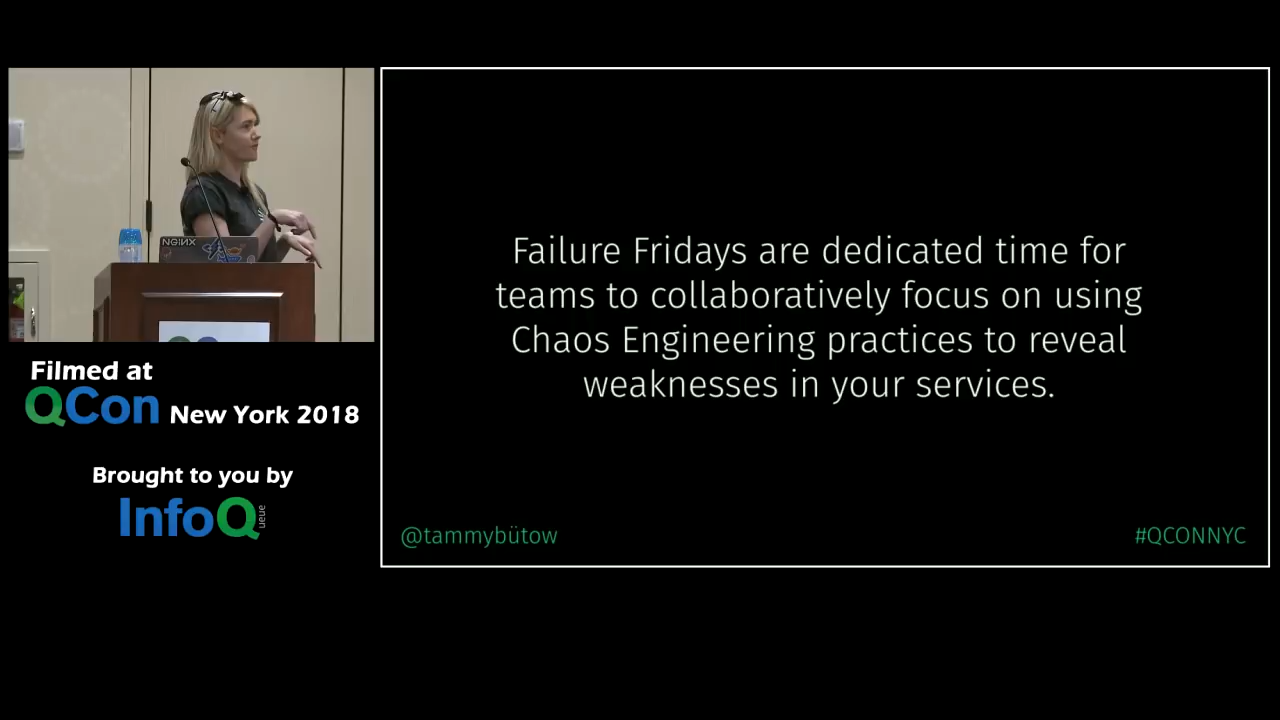 NGINX
Filmed at
QCon New York 2018
Brought to you by
InfoQ
ueue
Failure Fridays are dedicated time for
teams to collaboratively focus on using
Chaos Engineering practices to reveal
weaknesses in your services.
@tammybütow
#QCONNYC